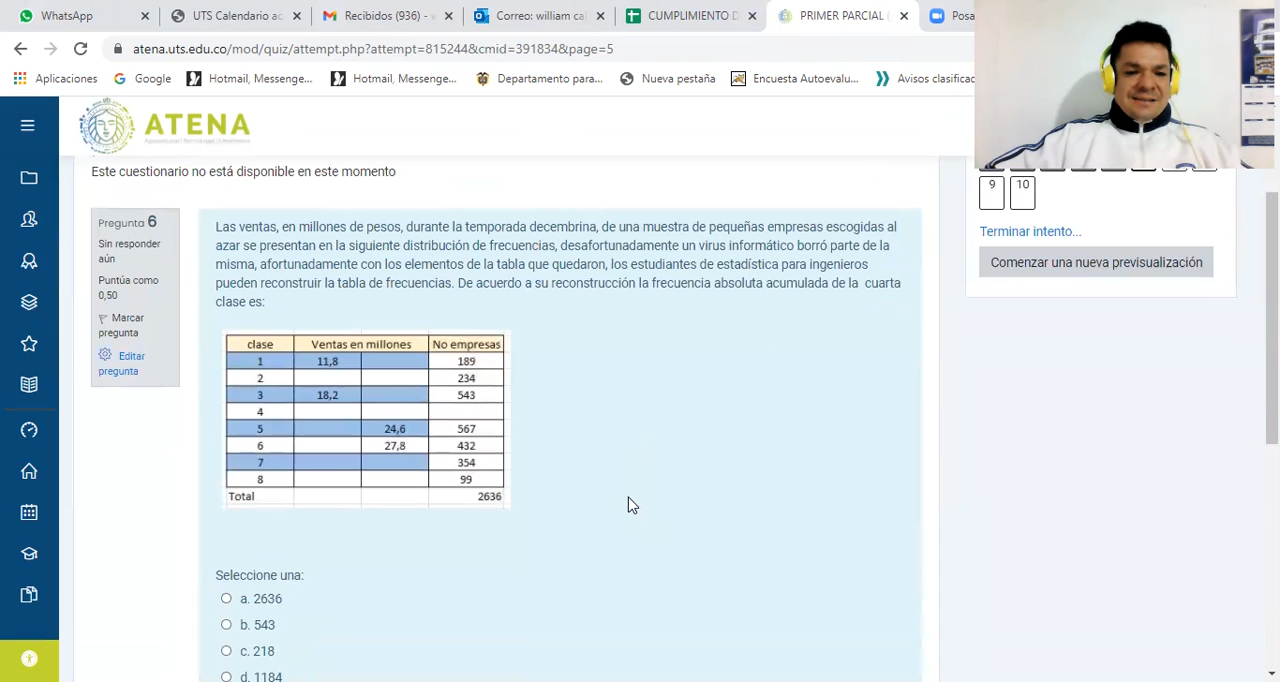 WhatsApp
UTS Calendario ac
Recibidos (936) -
Correo: william ca
CUMPLIMIENTO D
PRIMER PARCIAL (
Posa
atena.uts.edu.co/mod/quiz/attempt.php?attempt=815244&cmid=391834&page=5
Aplicaciones
Google
Hotmail, Messenge...
Hotmail, Messenge...
Departamento para...
Nueva pestaña
Encuesta Autoevalu...
Avisos clasificad
ATENA
Este cuestionario no está disponible en este momento
9 10
Terminar intento...
Comenzar una nueva previsualización
Pregunta 6
Sin responder
aún
Puntúa como
0,50
Marcar
pregunta
Editar
pregunta
Las ventas, en millones de pesos, durante la temporada decembrina, de una muestra de pequeñas empresas escogidas al
azar se presentan en la siguiente distribución de frecuencias, desafortunadamente un virus informático borró parte de la
misma, afortunadamente con los elementos de la tabla que quedaron, los estudiantes de estadística para ingenieros
pueden reconstruir la tabla de frecuencias. De acuerdo a su reconstrucción la frecuencia absoluta acumulada de la cuarta
clase es:
clase Ventas en millones No empresas
1 11,8 189
2 234
3 18,2 543
4
5 24,6 567
6 27,8 432
7 354
8 99
Total 2636
Seleccione una:
a. 2636
b. 543
c. 218
d. 1184